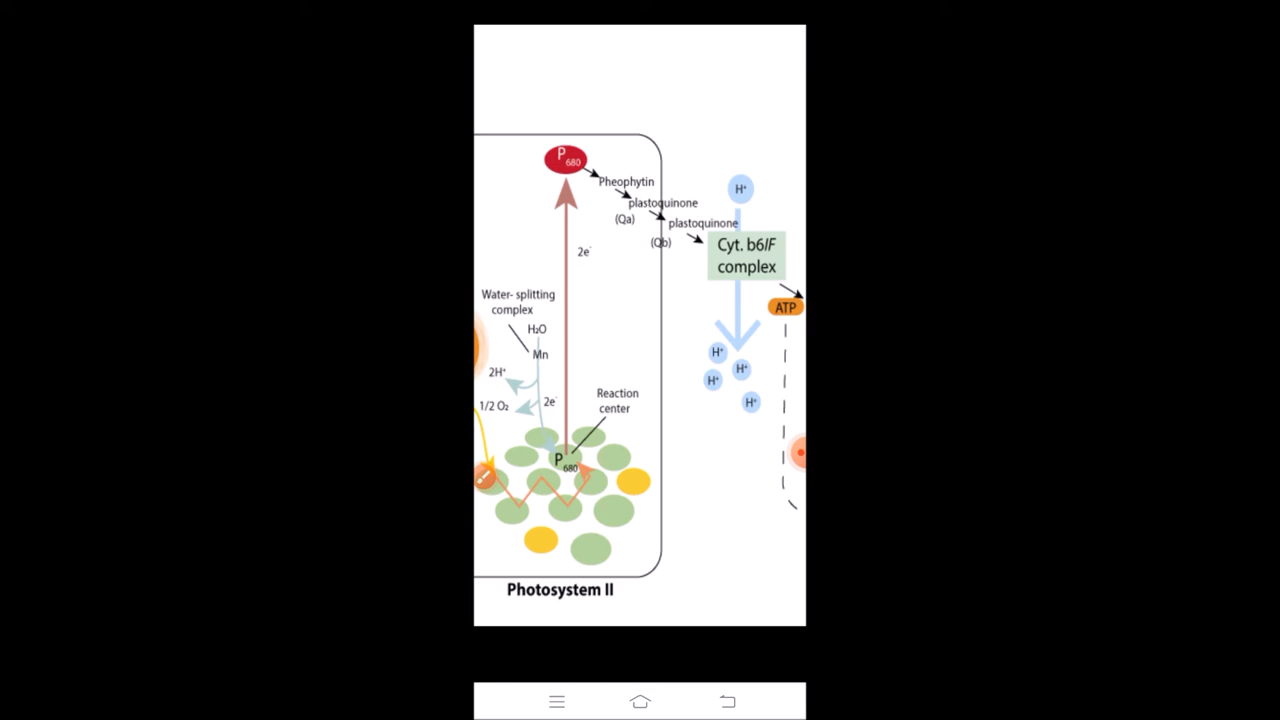 P680
Pheophytin
H⁺
plastoquinone
(Qa)
plastoquinone
(Qb)
Cyt. b6/F
complex
2e⁻
Water- splitting
complex
ATP
H₂O
Mn
H⁺
H⁺
H⁺
2H⁺
1/2 O₂
2e⁻
Reaction
center
H⁺
P680
Photosystem II